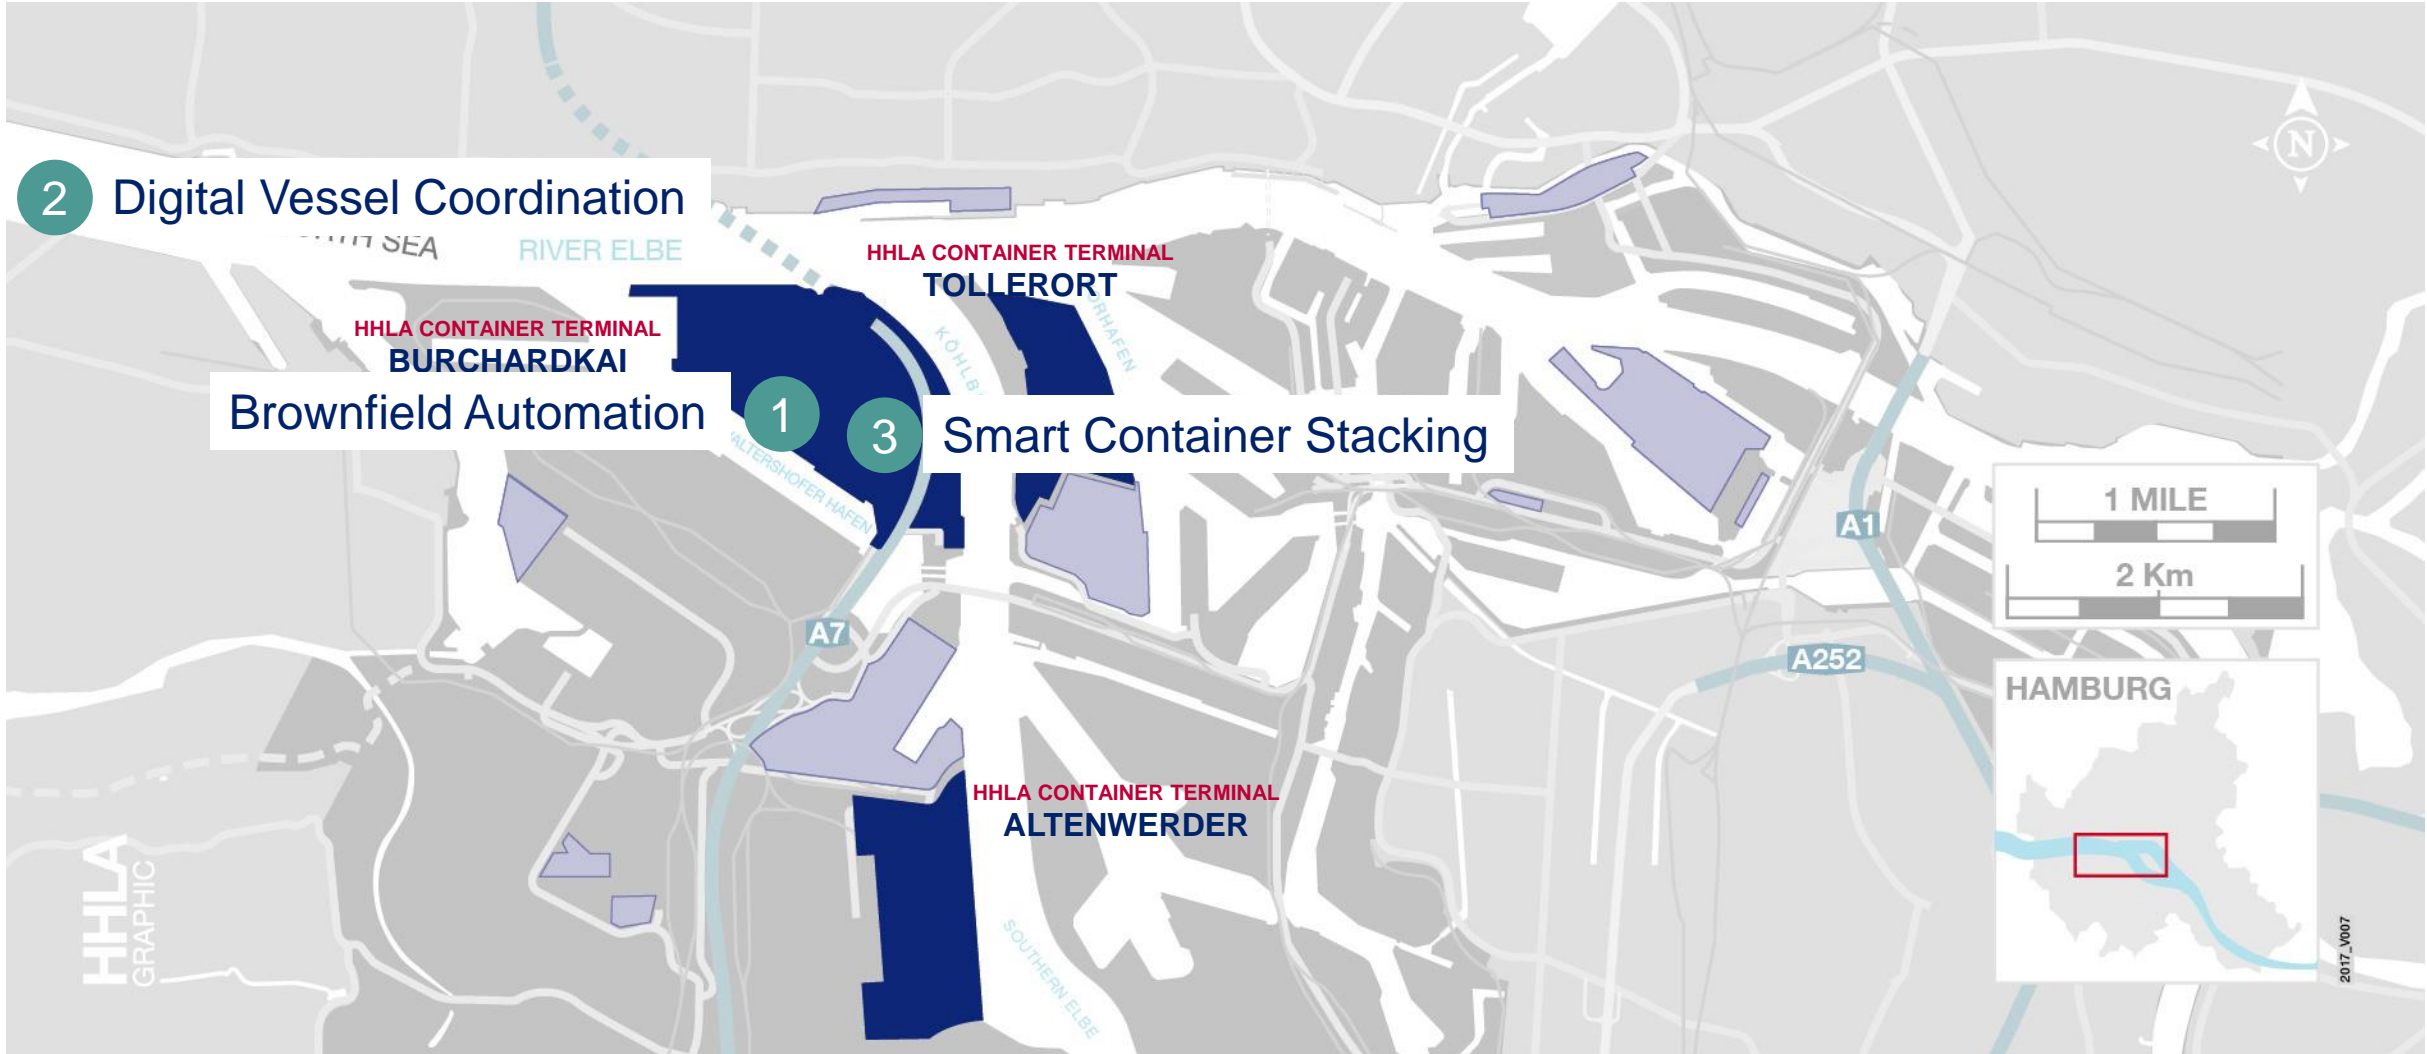 N
2 Digital Vessel Coordination
SEA
RIVER ELBE
HHLA CONTAINER TERMINAL
TOLLERORT
HHLA CONTAINER TERMINAL
BURCHARDKAI
Brownfield Automation 1
3 Smart Container Stacking
1 MILE
2 Km
A1
A7
A252
HAMBURG
HHLA CONTAINER TERMINAL
ALTENWERDER
SOUTHERN ELBE
HHLA
GRAPHIC
2017_V007
HAFEN